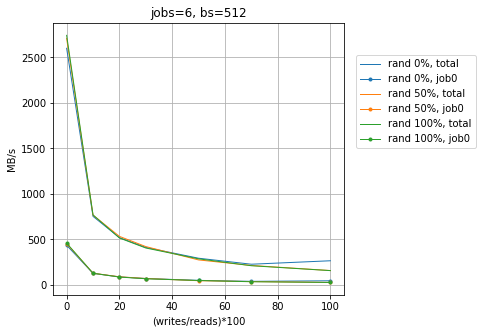 jobs=6, bs=512
2500
2000
1500
1000
500
0
MB/s
0 20 40 60 80 100
(writes/reads)*100
rand 0%, total
rand 0%, job0
rand 50%, total
rand 50%, job0
rand 100%, total
rand 100%, job0